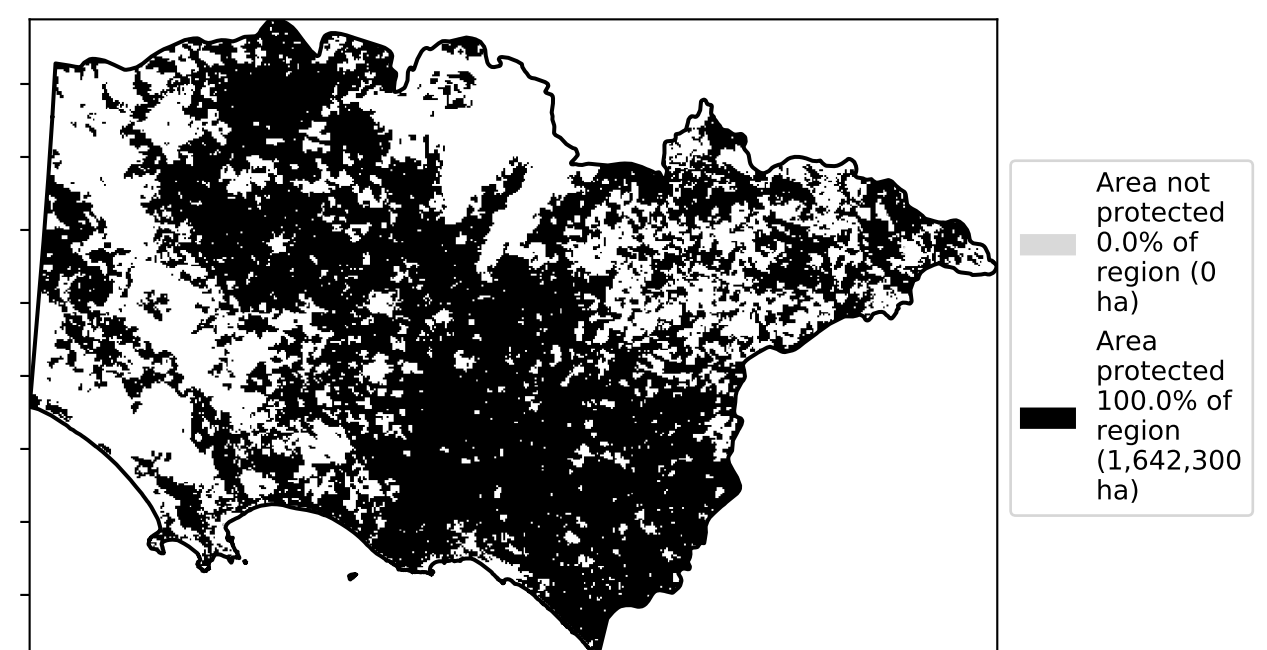 Area not
protected
0.0% of
region (0
ha)
Area
protected
100.0% of
region
(1,642,300
ha)